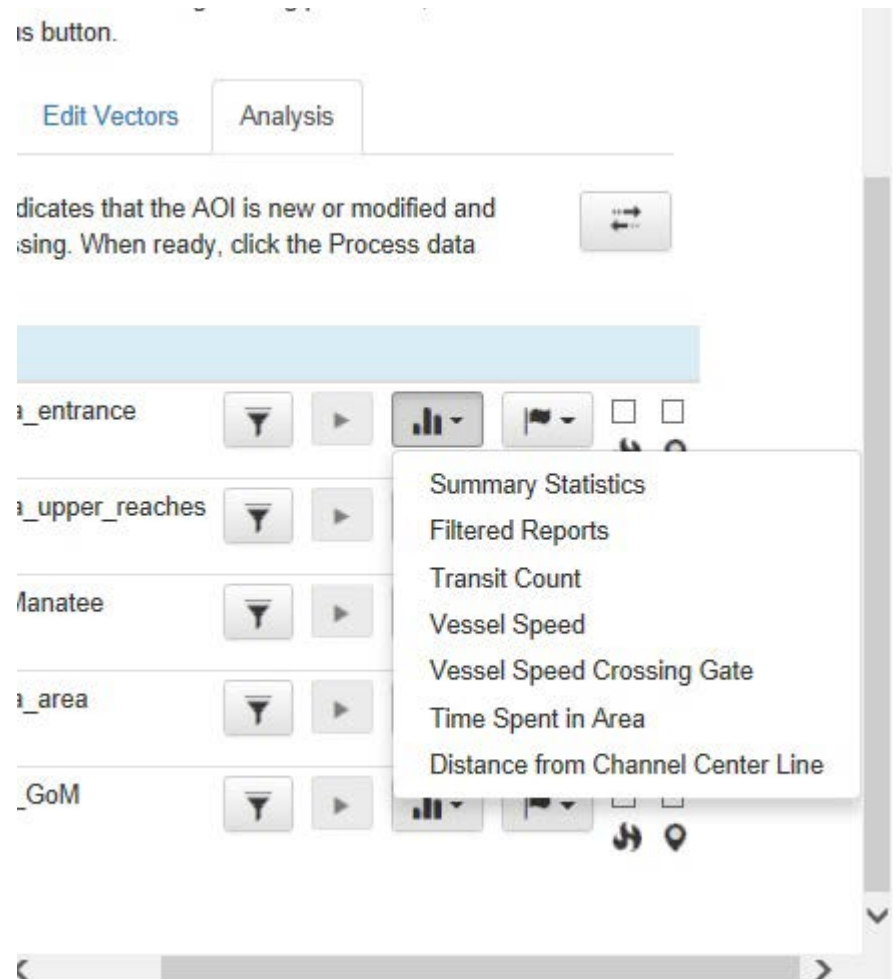 is button.
Edit Vectors Analysis
dicates that the AOI is new or modified and
sing. When ready, click the Process data
a_entrance
Summary Statistics
a_upper_reaches
Filtered Reports
Transit Count
Manatee
Vessel Speed
Vessel Speed Crossing Gate
a_area
Time Spent in Area
Distance from Channel Center Line
_GoM